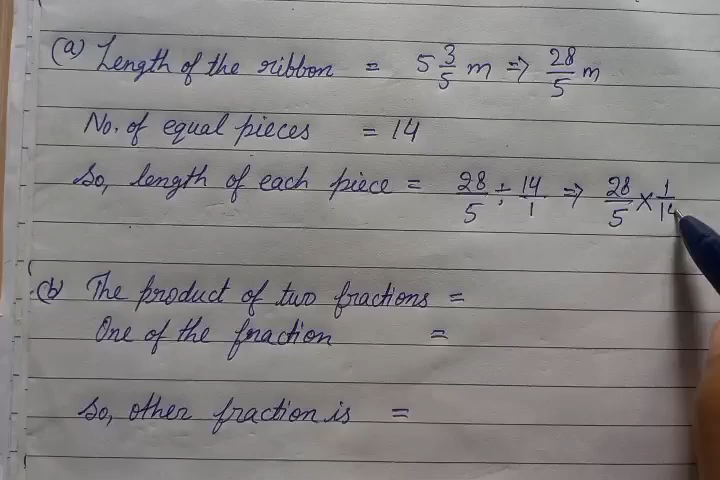 (a) Length of the ribbon = 5 3/5 m ⇒ 28/5 m
No. of equal pieces = 14
So, length of each piece = 28/5 ÷ 14/1 ⇒ 28/5 × 1/14
(b) The product of two fractions =
One of the fraction =
So, other fraction is =